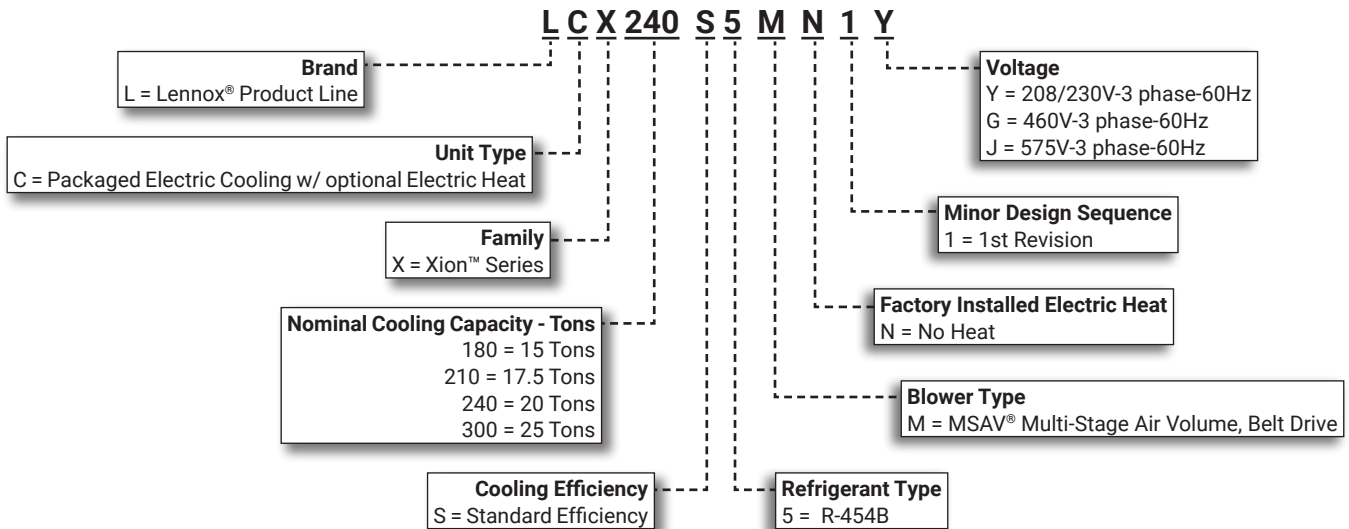 L C X 240 S 5 M N 1 Y
Brand
L = Lennox® Product Line
Unit Type
C = Packaged Electric Cooling w/ optional Electric Heat
Family
X = Xion™ Series
Nominal Cooling Capacity - Tons
180 = 15 Tons
210 = 17.5 Tons
240 = 20 Tons
300 = 25 Tons
Cooling Efficiency
S = Standard Efficiency
Refrigerant Type
5 = R-454B
Blower Type
M = MSAV® Multi-Stage Air Volume, Belt Drive
Factory Installed Electric Heat
N = No Heat
Minor Design Sequence
1 = 1st Revision
Voltage
Y = 208/230V-3 phase-60Hz
G = 460V-3 phase-60Hz
J = 575V-3 phase-60Hz